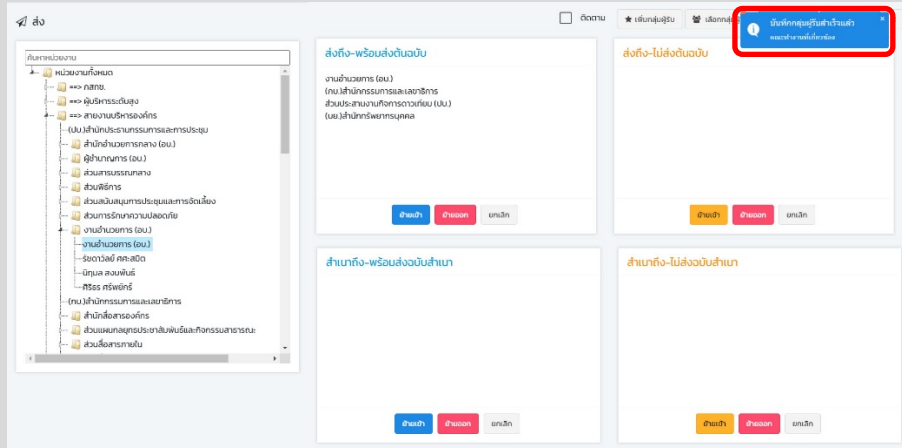 ส่ง
ติดตาม
เพิ่มกลุ่มผู้รับ
บันทึกกลุ่มผู้รับสำเร็จแล้ว
คณะทำงานที่เกี่ยวข้อง
×
ค้นหาหน่วยงาน
หน่วยงานทั้งหมด
==> กสทช.
==> ผู้บริหารระดับสูง
==> สายงานบริหารองค์กร
(ปบ.)สำนักประธานกรรมการและการประชุม
สำนักอำนวยการกลาง (อบ.)
ผู้ชำนาญการ (อบ.)
ส่วนสารบรรณกลาง
ส่วนพิธีการ
ส่วนสนับสนุนการประชุมและการจัดเลี้ยง
ส่วนการรักษาความปลอดภัย
งานอำนวยการ (อบ.)
งานอำนวยการ (อบ.)
ศิริธร ศรีพยัคฆ์
(กบ.)สำนักกรรมการและเลขาธิการ
สำนักสื่อสารองค์กร
ส่วนแผนกลยุทธประชาสัมพันธ์และกิจกรรมสาธารณะ
ส่วนสื่อสารภายใน
ส่งถึง-พร้อมส่งต้นฉบับ
งานอำนวยการ (อบ.)
(กบ.)สำนักกรรมการและเลขาธิการ
ส่วนประสานงานกิจการดาวเทียม (ปบ.)
(บย.)สำนักทรัพยากรบุคคล
ย้ายเข้า ย้ายออก ยกเลิก
ส่งถึง-ไม่ส่งต้นฉบับ
ย้ายเข้า ย้ายออก ยกเลิก
สำเนาถึง-พร้อมส่งฉบับสำเนา
ย้ายเข้า ย้ายออก ยกเลิก
สำเนาถึง-ไม่ส่งฉบับสำเนา
ย้ายเข้า ย้ายออก ยกเลิก